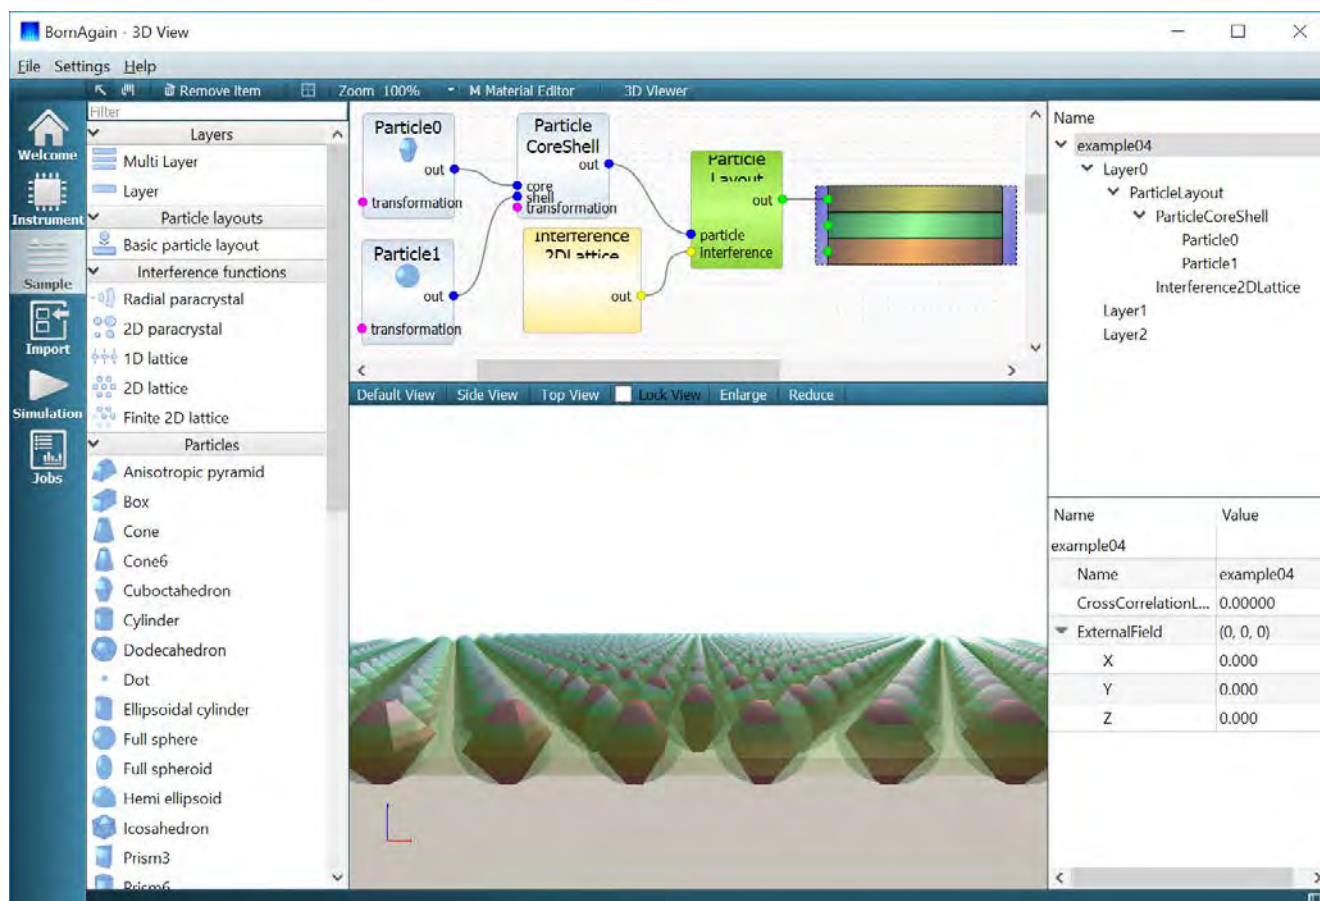 BornAgain - 3D View
File Settings Help
Remove Item Zoom 100% M Material Editor 3D Viewer
Welcome
Instrument
Sample
Import
Simulation
Jobs
Filter
Layers
Multi Layer
Layer
Particle layouts
Basic particle layout
Interference functions
Radial paracrystal
2D paracrystal
1D lattice
2D lattice
Finite 2D lattice
Particles
Anisotropic pyramid
Box
Cone
Cone6
Cuboctahedron
Cylinder
Dodecahedron
Dot
Ellipsoidal cylinder
Full sphere
Full spheroid
Hemi ellipsoid
Icosahedron
Prism3
Prism6
Particle0
out
transformation
Particle1
out
transformation
Particle
CoreShell
out
core
shell
transformation
Interference
2DLattice
out
Particle
Layout
out
particle
interference
Default View Side View Top View Lock View Enlarge Reduce
Name
example04
Layer0
ParticleLayout
ParticleCoreShell
Particle0
Particle1
Interference2DLattice
Layer1
Layer2
Name Value
example04
Name example04
CrossCorrelationL... 0.00000
ExternalField (0, 0, 0)
X 0.000
Y 0.000
Z 0.000